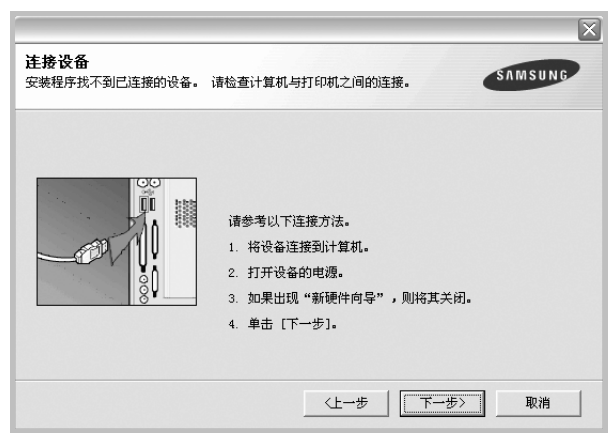 连接设备
安装程序找不到已连接的设备。 请检查计算机与打印机之间的连接。
SAMSUNG
请参考以下连接方法。
1. 将设备连接到计算机。
2. 打开设备的电源。
3. 如果出现“新硬件向导”，则将其关闭。
4. 单击 [下一步]。
<上一步
下一步>
取消